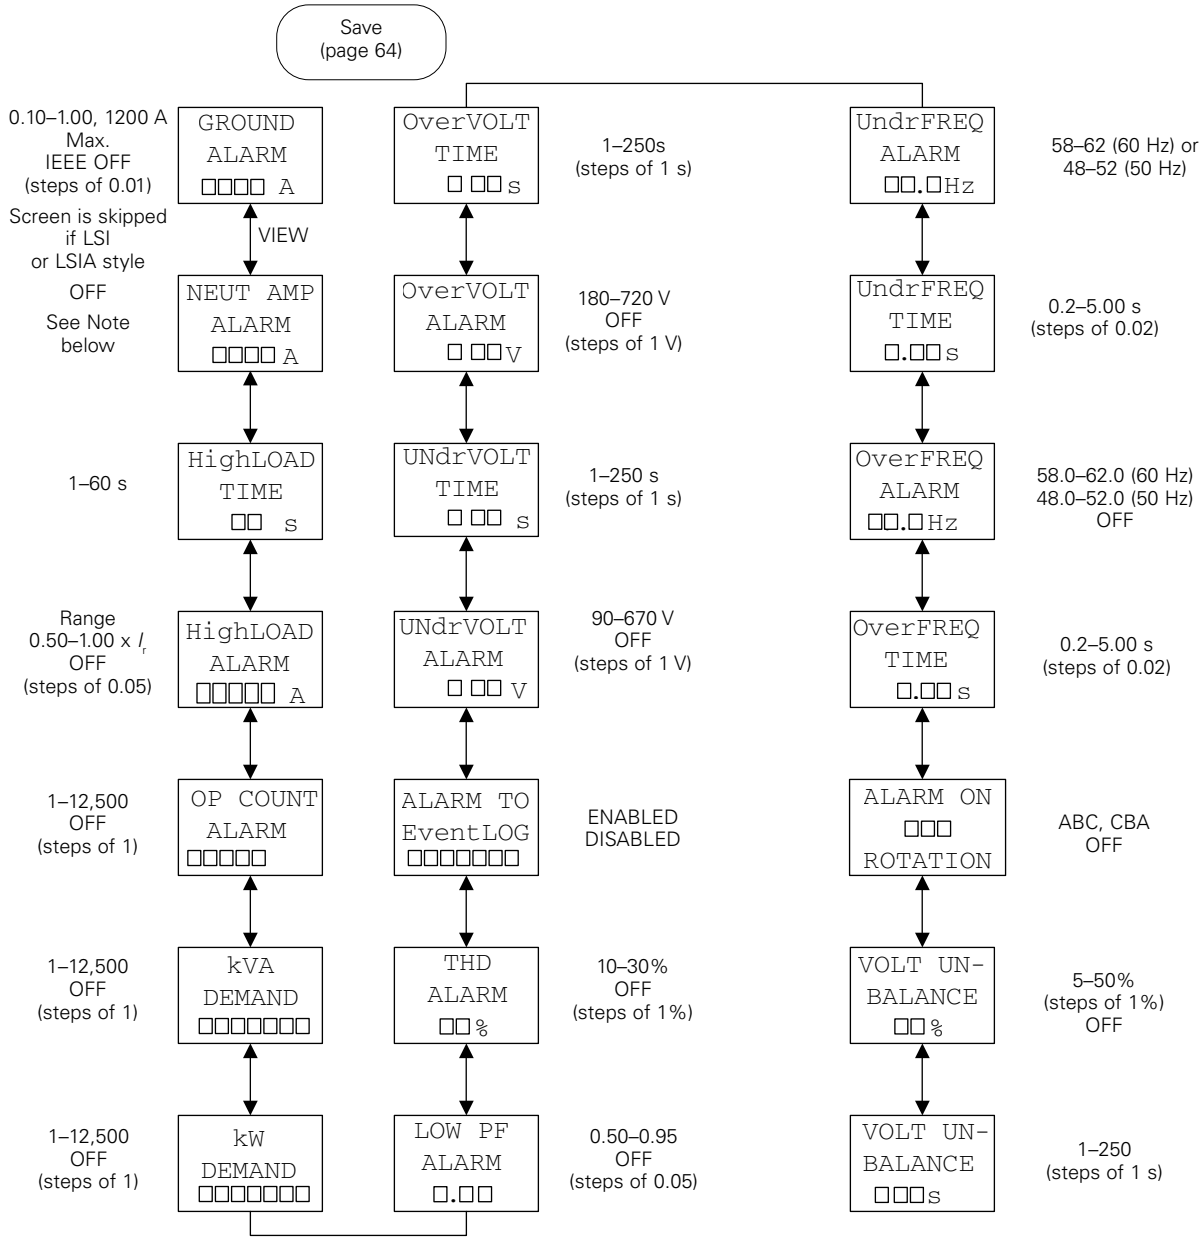 Save
(page 64)
0.10–1.00, 1200 A
Max.
IEEE OFF
(steps of 0.01)
Screen is skipped
if LSI
or LSIA style
GROUND
ALARM
□□□□ A
VIEW
OFF
See Note
below
NEUT AMP
ALARM
□□□□ A
1–60 s
HighLOAD
TIME
□□ s
Range
0.50–1.00 x Ir
OFF
(steps of 0.05)
HighLOAD
ALARM
□□□□□ A
1–12,500
OFF
(steps of 1)
OP COUNT
ALARM
□□□□□
1–12,500
OFF
(steps of 1)
kVA
DEMAND
□□□□□□□
1–12,500
OFF
(steps of 1)
kW
DEMAND
□□□□□□□
OverVOLT
TIME
□ □□ s
1–250s
(steps of 1 s)
OverVOLT
ALARM
□ □□ V
180–720 V
OFF
(steps of 1 V)
UNdrVOLT
TIME
□ □□ s
1–250 s
(steps of 1 s)
UNdrVOLT
ALARM
□ □□ V
90–670 V
OFF
(steps of 1 V)
ALARM TO
EventLOG
□□□□□□□
ENABLED
DISABLED
THD
ALARM
□□%
10–30%
OFF
(steps of 1%)
LOW PF
ALARM
□.□□
0.50–0.95
OFF
(steps of 0.05)
UndrFREQ
ALARM
□□.□Hz
58–62 (60 Hz) or
48–52 (50 Hz)
UndrFREQ
TIME
□.□□ s
0.2–5.00 s
(steps of 0.02)
OverFREQ
ALARM
□□.□Hz
58.0–62.0 (60 Hz)
48.0–52.0 (50 Hz)
OFF
OverFREQ
TIME
□.□□ s
0.2–5.00 s
(steps of 0.02)
ALARM ON
□□□
ROTATION
ABC, CBA
OFF
VOLT UN-
BALANCE
□□%
5–50%
(steps of 1%)
OFF
VOLT UN-
BALANCE
□□□s
1–250
(steps of 1 s)